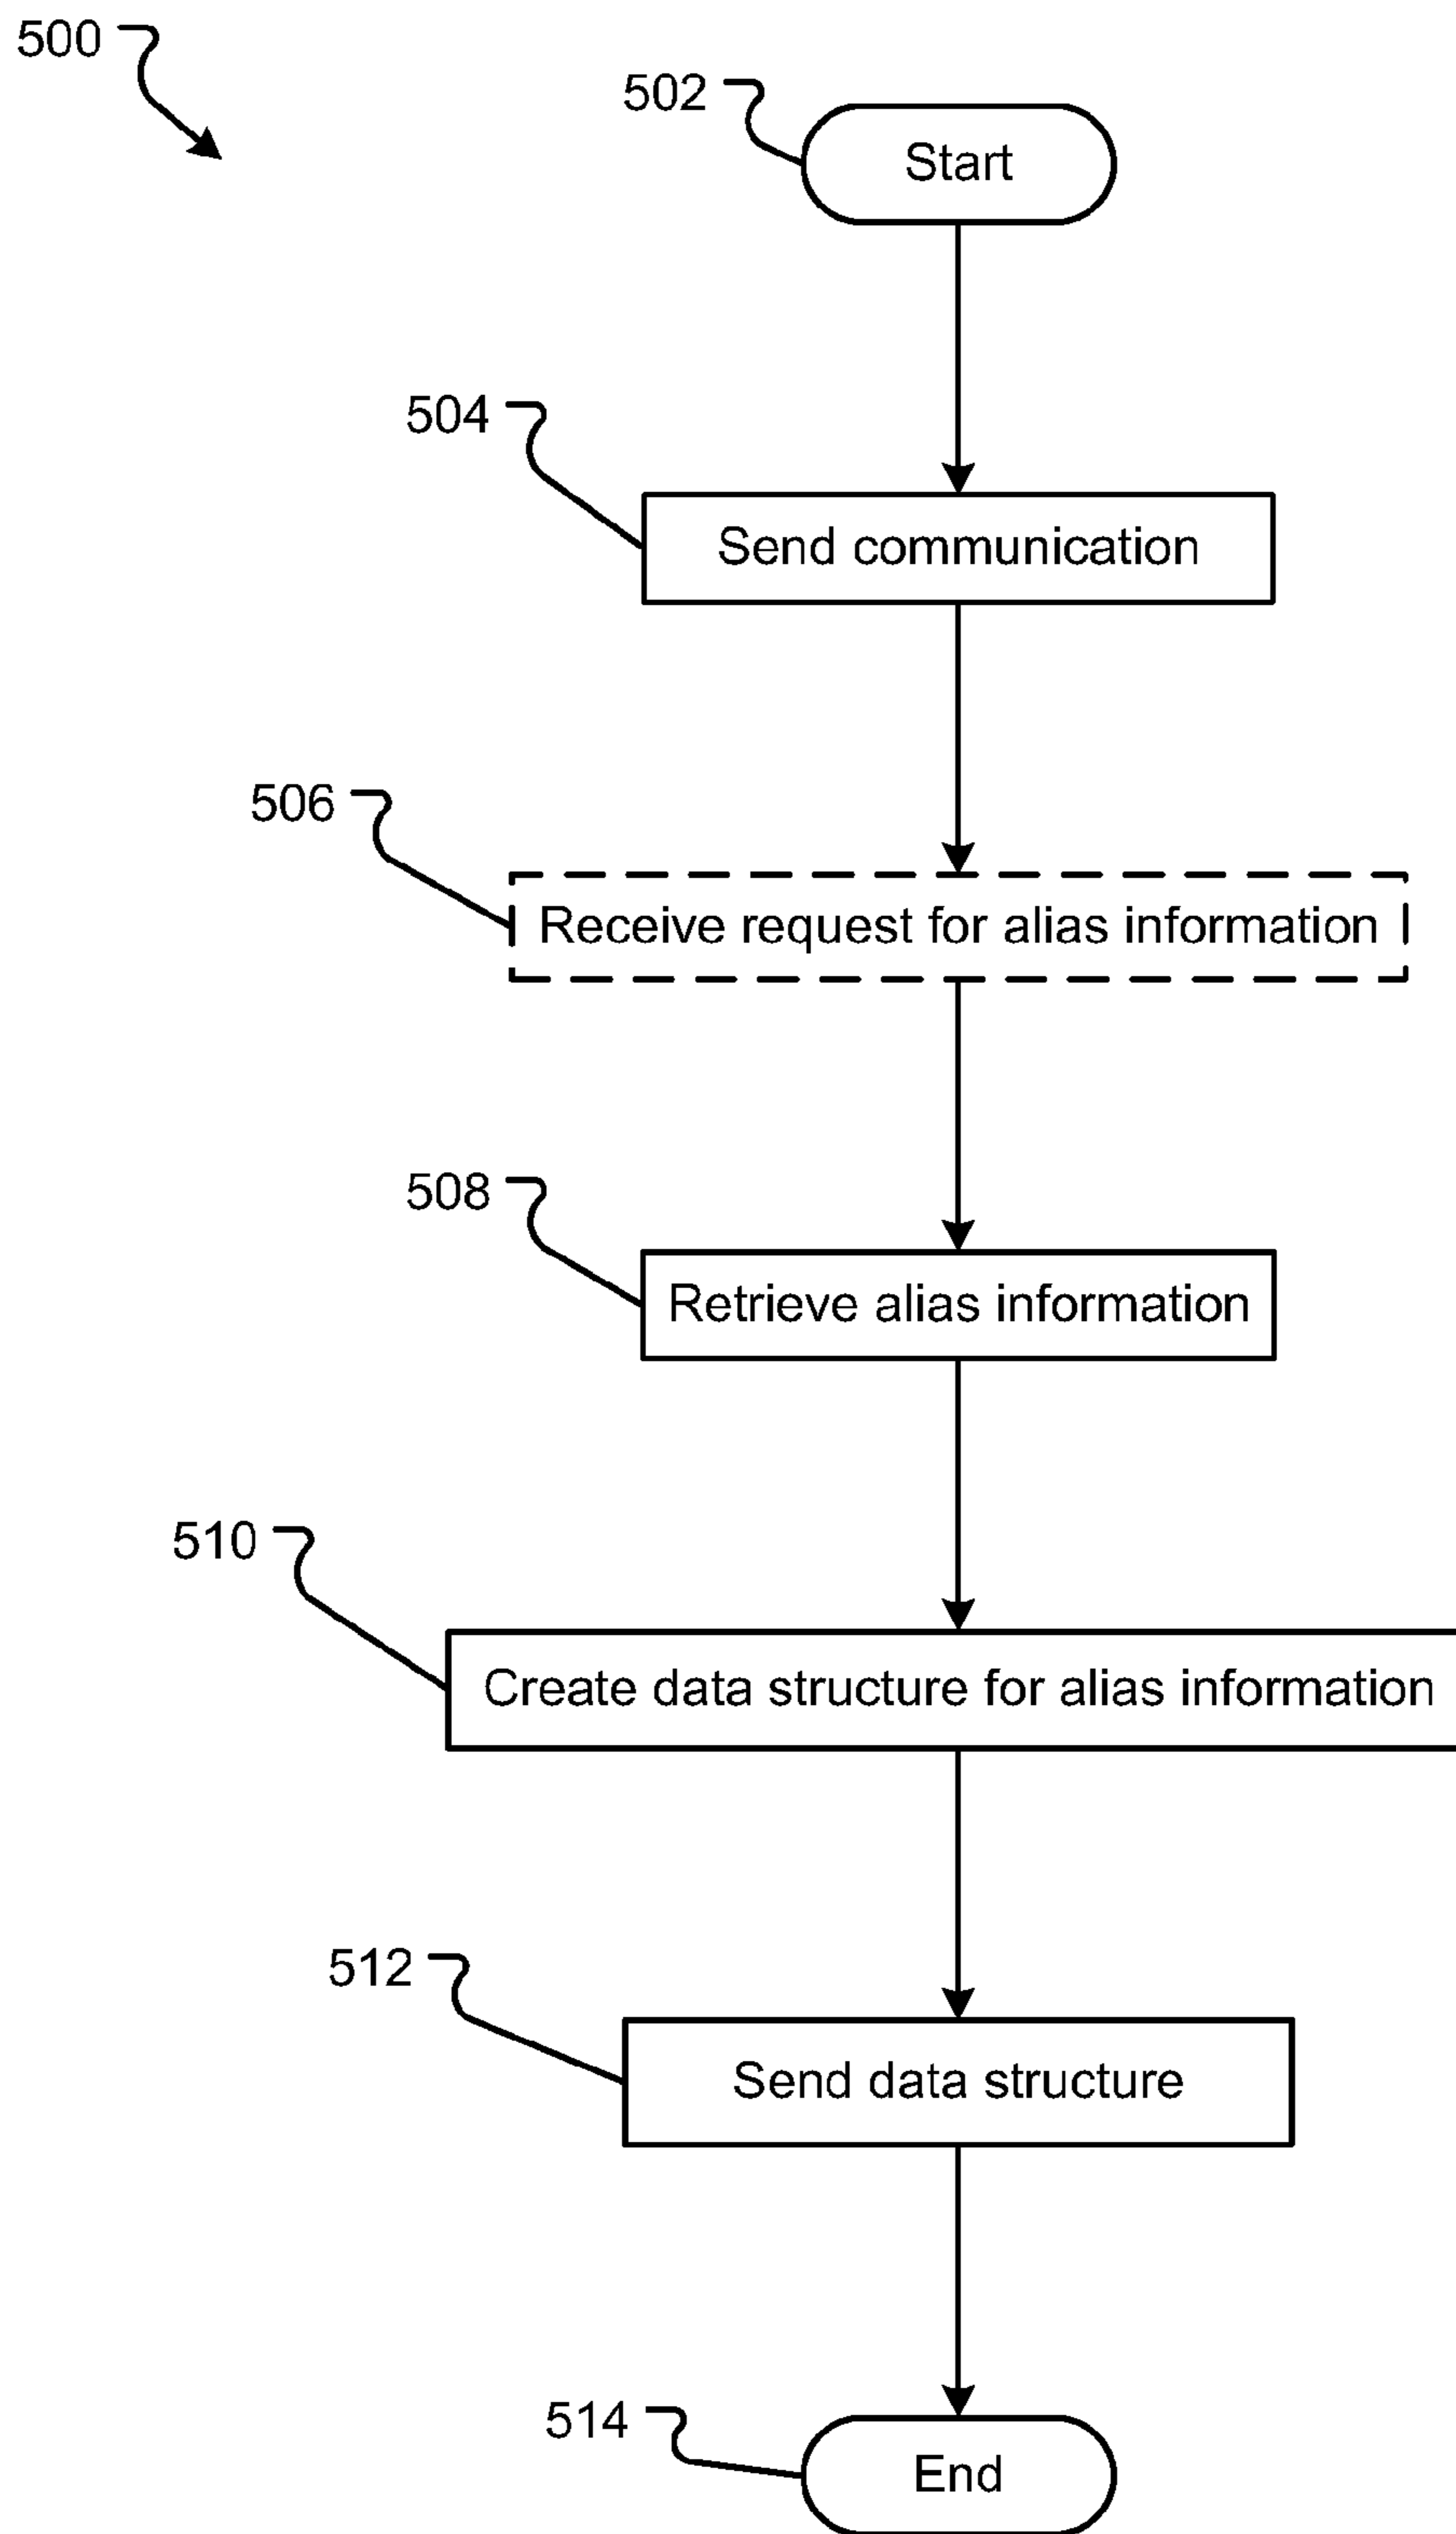 500
502
Start
504
Send communication
506
Receive request for alias information
508
Retrieve alias information
510
Create data structure for alias information
512
Send data structure
514
End